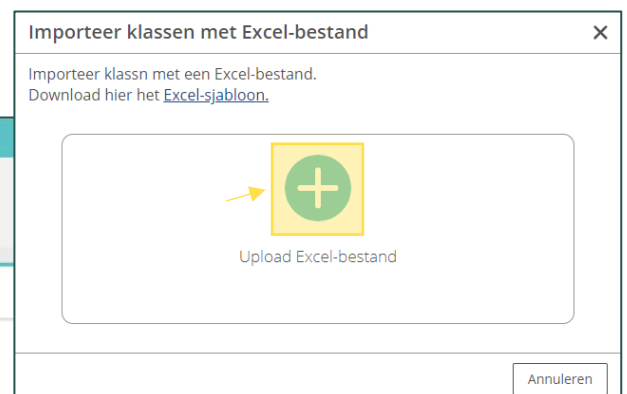 Importeer klassen met Excel-bestand
Importeer klassn met een Excel-bestand.
Download hier het Excel-sjabloon.
Upload Excel-bestand
Annuleren